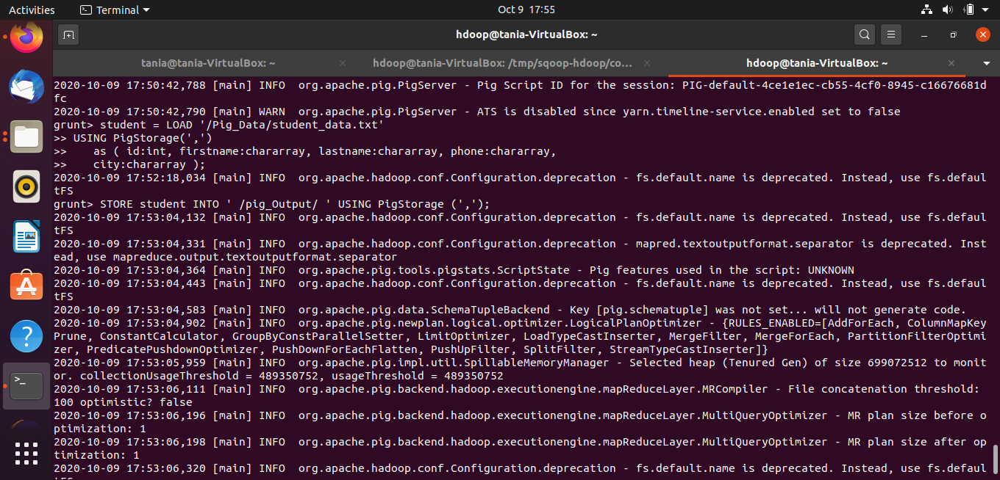 Activities
Terminal
Oct 9 17:55
hdoop@tania-VirtualBox: ~
tania@tania-VirtualBox: ~
hdoop@tania-VirtualBox: /tmp/sqoop-hdoop/co...
hdoop@tania-VirtualBox: ~
2020-10-09 17:50:42,788 [main] INFO  org.apache.pig.PigServer - Pig Script ID for the session: PIG-default-4ce1e1ec-cb55-4cf0-8945-c16676681d
fc
2020-10-09 17:50:42,790 [main] WARN  org.apache.pig.PigServer - ATS is disabled since yarn.timeline-service.enabled set to false
grunt> student = LOAD '/Pig_Data/student_data.txt'
>> USING PigStorage(',')
>>    as ( id:int, firstname:chararray, lastname:chararray, phone:chararray,
>>    city:chararray );
2020-10-09 17:52:18,034 [main] INFO  org.apache.hadoop.conf.Configuration.deprecation - fs.default.name is deprecated. Instead, use fs.defaul
tFS
grunt> STORE student INTO ' /pig_Output/ ' USING PigStorage (',');
2020-10-09 17:53:04,132 [main] INFO  org.apache.hadoop.conf.Configuration.deprecation - fs.default.name is deprecated. Instead, use fs.defaul
tFS
2020-10-09 17:53:04,331 [main] INFO  org.apache.hadoop.conf.Configuration.deprecation - mapred.textoutputformat.separator is deprecated. Inst
ead, use mapreduce.output.textoutputformat.separator
2020-10-09 17:53:04,364 [main] INFO  org.apache.pig.tools.pigstats.ScriptState - Pig features used in the script: UNKNOWN
2020-10-09 17:53:04,443 [main] INFO  org.apache.hadoop.conf.Configuration.deprecation - fs.default.name is deprecated. Instead, use fs.defaul
tFS
2020-10-09 17:53:04,583 [main] INFO  org.apache.pig.data.SchemaTupleBackend - Key [pig.schematuple] was not set... will not generate code.
2020-10-09 17:53:04,902 [main] INFO  org.apache.pig.newplan.logical.optimizer.LogicalPlanOptimizer - {RULES_ENABLED=[AddForEach, ColumnMapKey
Prune, ConstantCalculator, GroupByConstParallelSetter, LimitOptimizer, LoadTypeCastInserter, MergeFilter, MergeForEach, PartitionFilterOptimi
zer, PredicatePushdownOptimizer, PushDownForEachFlatten, PushUpFilter, SplitFilter, StreamTypeCastInserter]}
2020-10-09 17:53:05,959 [main] INFO  org.apache.pig.impl.util.SpillableMemoryManager - Selected heap (Tenured Gen) of size 699072512 to monit
or. collectionUsageThreshold = 489350752, usageThreshold = 489350752
2020-10-09 17:53:06,111 [main] INFO  org.apache.pig.backend.hadoop.executionengine.mapReduceLayer.MRCompiler - File concatenation threshold:
100 optimistic? false
2020-10-09 17:53:06,196 [main] INFO  org.apache.pig.backend.hadoop.executionengine.mapReduceLayer.MultiQueryOptimizer - MR plan size before o
ptimization: 1
2020-10-09 17:53:06,198 [main] INFO  org.apache.pig.backend.hadoop.executionengine.mapReduceLayer.MultiQueryOptimizer - MR plan size after op
timization: 1
2020-10-09 17:53:06,320 [main] INFO  org.apache.hadoop.conf.Configuration.deprecation - fs.default.name is deprecated. Instead, use fs.defaul
tFS